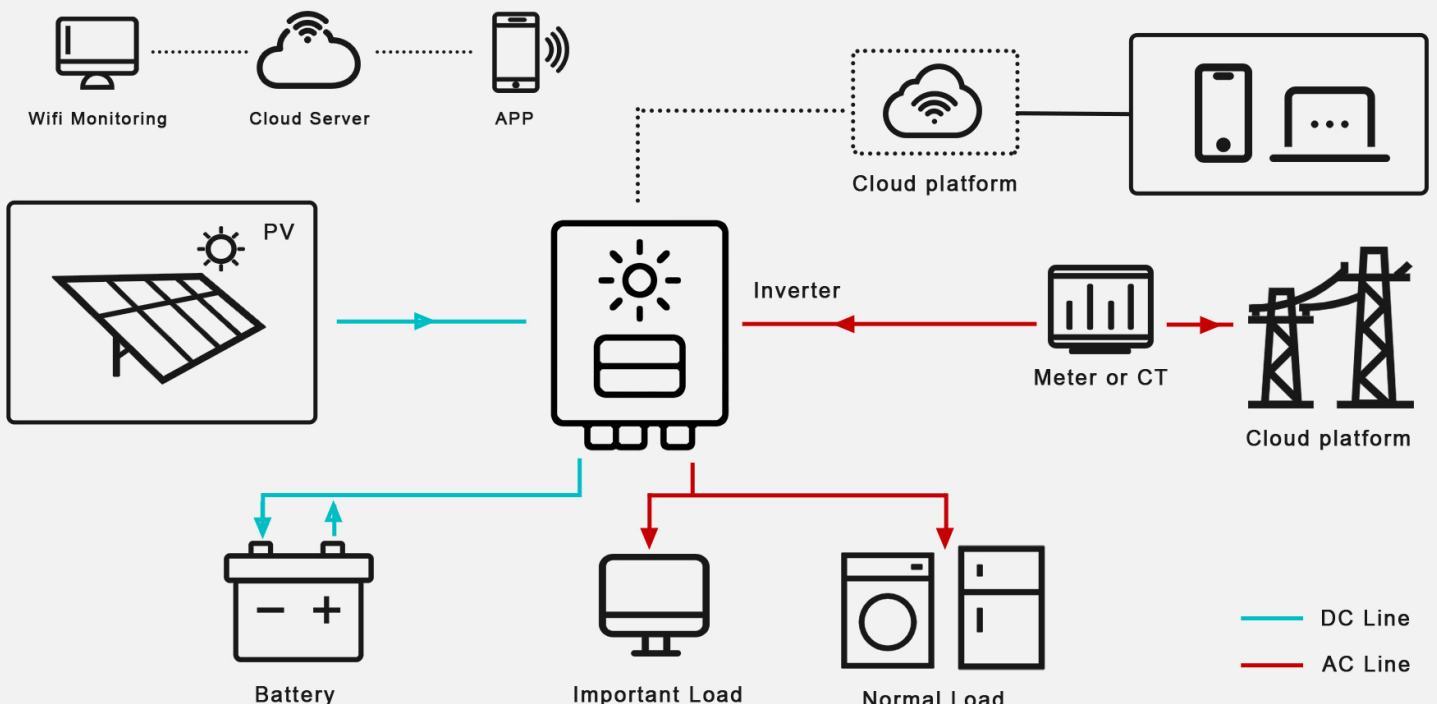 Wifi Monitoring
Cloud Server
APP
Cloud platform
PV
Inverter
Meter or CT
Cloud platform
DC Line
AC Line
Battery
Important Load
Normal Load